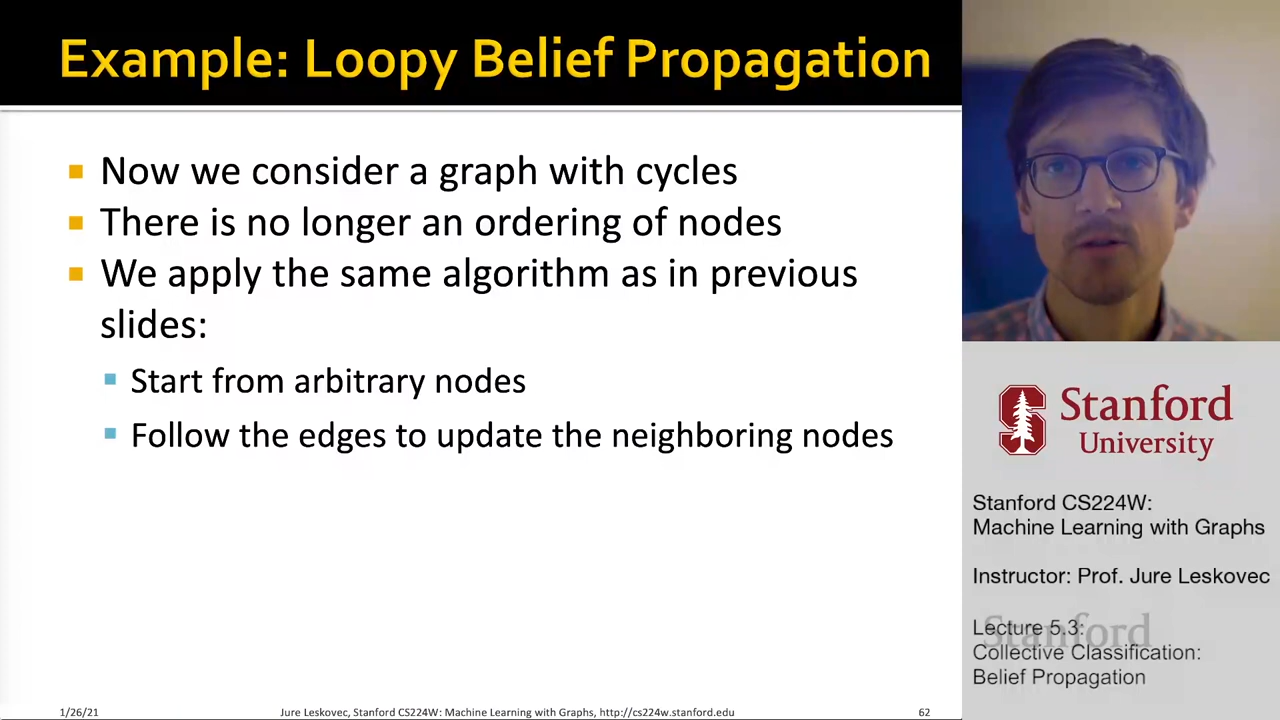 Example: Loopy Belief Propagation
▪ Now we consider a graph with cycles
▪ There is no longer an ordering of nodes
▪ We apply the same algorithm as in previous
slides:
▪ Start from arbitrary nodes
▪ Follow the edges to update the neighboring nodes
1/26/21
Jure Leskovec, Stanford CS224W: Machine Learning with Graphs, http://cs224w.stanford.edu
62
Stanford
University
Stanford CS224W:
Machine Learning with Graphs
Instructor: Prof. Jure Leskovec
Stanford
Lecture 5.3:
Collective Classification:
Belief Propagation